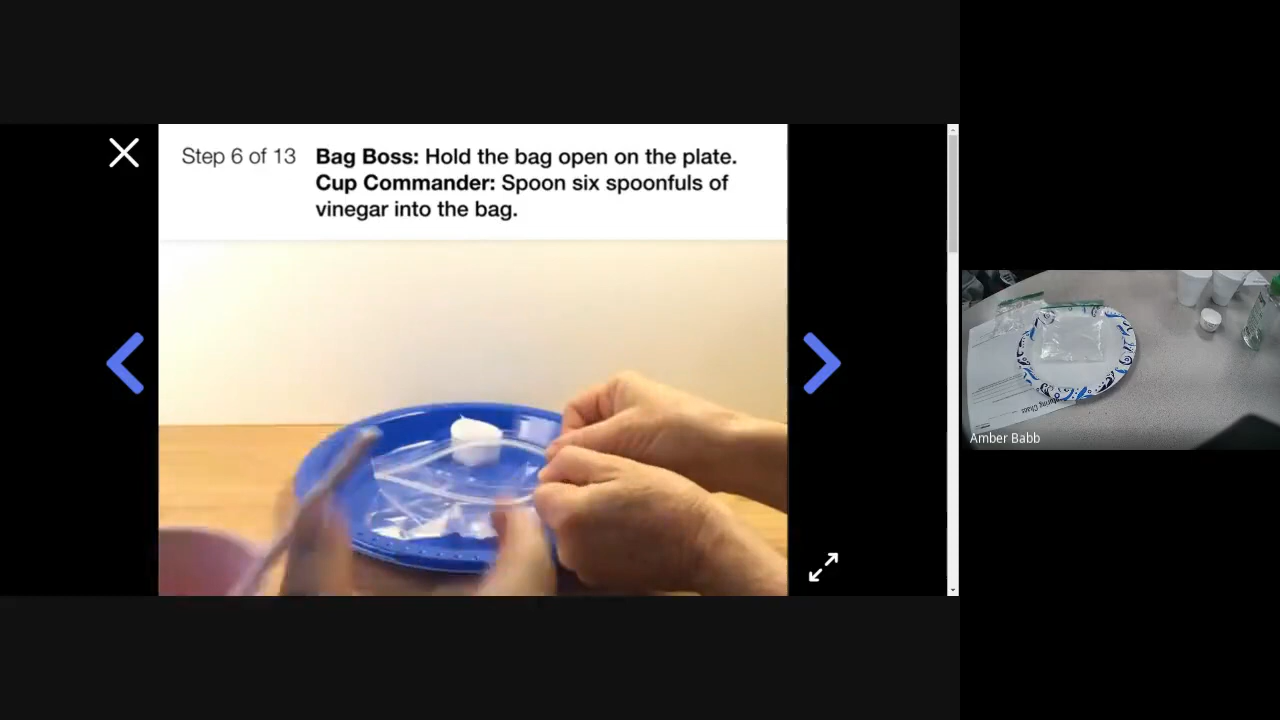 Step 6 of 13
Bag Boss: Hold the bag open on the plate.
Cup Commander: Spoon six spoonfuls of
vinegar into the bag.
Amber Babb